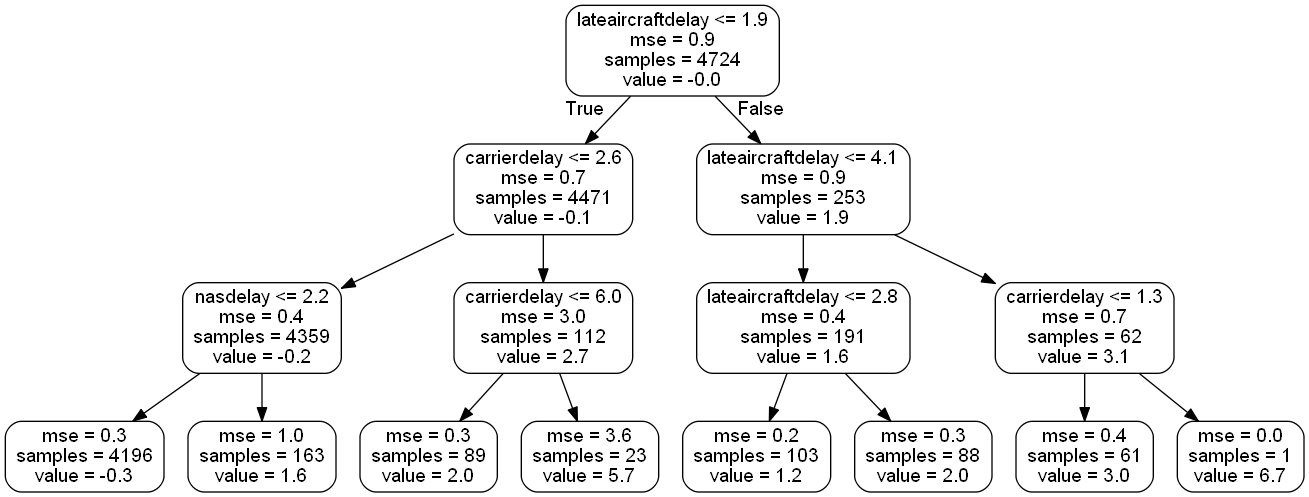 lateaircraftdelay <= 1.9
mse = 0.9
samples = 4724
value = -0.0
True
False
carrierdelay <= 2.6
mse = 0.7
samples = 4471
value = -0.1
lateaircraftdelay <= 4.1
mse = 0.9
samples = 253
value = 1.9
nasdelay <= 2.2
mse = 0.4
samples = 4359
value = -0.2
carrierdelay <= 6.0
mse = 3.0
samples = 112
value = 2.7
lateaircraftdelay <= 2.8
mse = 0.4
samples = 191
value = 1.6
carrierdelay <= 1.3
mse = 0.7
samples = 62
value = 3.1
mse = 0.3
samples = 4196
value = -0.3
mse = 1.0
samples = 163
value = 1.6
mse = 0.3
samples = 89
value = 2.0
mse = 3.6
samples = 23
value = 5.7
mse = 0.2
samples = 103
value = 1.2
mse = 0.3
samples = 88
value = 2.0
mse = 0.4
samples = 61
value = 3.0
mse = 0.0
samples = 1
value = 6.7